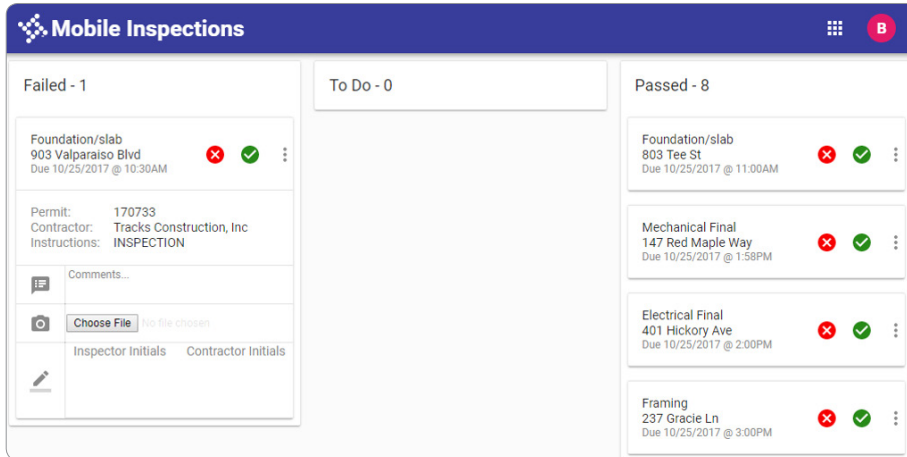 Mobile Inspections
B
Failed - 1
Foundation/slab
903 Valparaiso Blvd
Due 10/25/2017 @ 10:30AM
Permit: 170733
Contractor: Tracks Construction, Inc
Instructions: INSPECTION
Comments...
Choose File No file chosen
Inspector Initials Contractor Initials
To Do - 0
Passed - 8
Foundation/slab
803 Tee St
Due 10/25/2017 @ 11:00AM
Mechanical Final
147 Red Maple Way
Due 10/25/2017 @ 1:58PM
Electrical Final
401 Hickory Ave
Due 10/25/2017 @ 2:00PM
Framing
237 Gracie Ln
Due 10/25/2017 @ 3:00PM